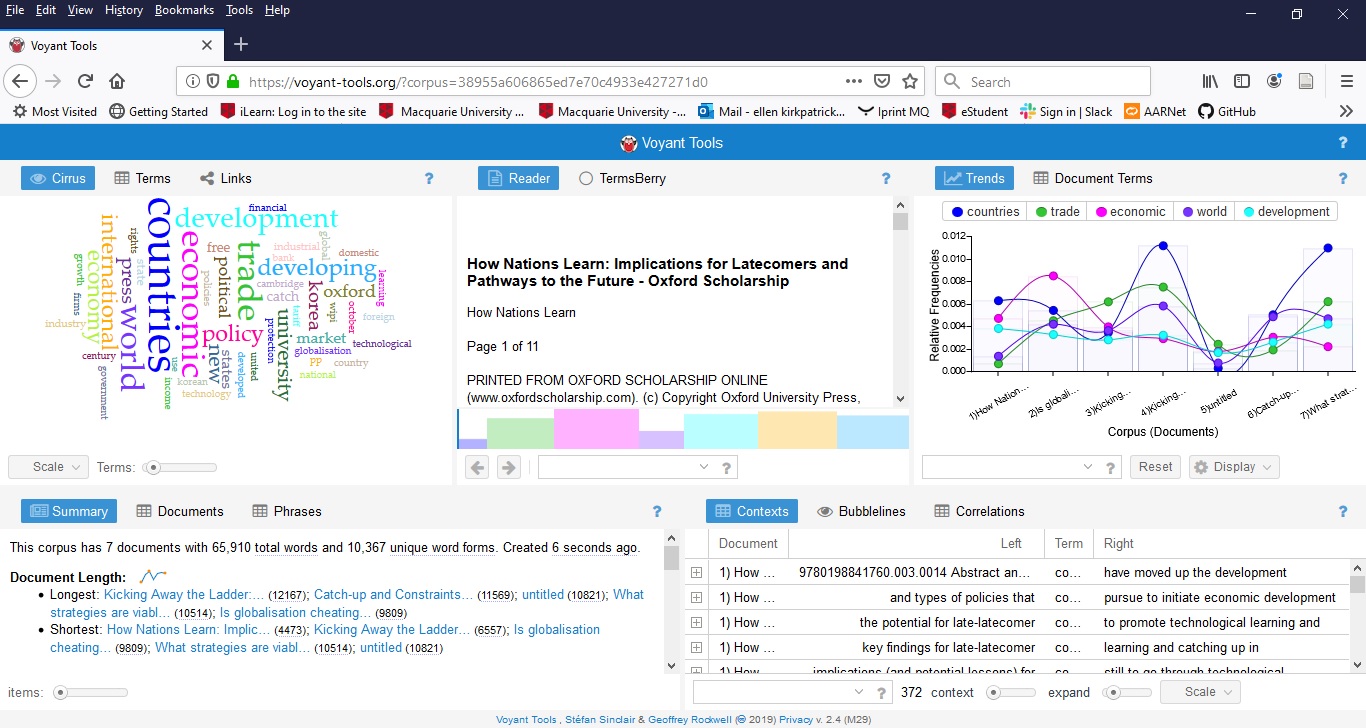 File Edit View History Bookmarks Tools Help
Voyant Tools
https://voyant-tools.org/?corpus=38955a606865ed7e70c4933e427271d0
Search
Most Visited Getting Started iLearn: Log in to the site Macquarie University ... Macquarie University -... Mail - ellen kirkpatrick... Iprint MQ eStudent Sign in | Slack AARNet GitHub
Voyant Tools ?
Cirrus Terms Links ?
Reader TermsBerry ?
Trends Document Terms ?
financial
development
countries
international
rights
economic
free
trade
global
industrial
bank
domestic
developing
growth
economy
press
state
policies
political
cambridge
catch
korea
oxford
learning
firms
world
tariff
wipi
october
foreign
industry
policy
protection
university
market
technological
globalisation
century
use
new
states
developed
united
PP
country
national
government
income
korean
technology
Scale Terms:
How Nations Learn: Implications for Latecomers and
Pathways to the Future - Oxford Scholarship
How Nations Learn
Page 1 of 11
PRINTED FROM OXFORD SCHOLARSHIP ONLINE
(www.oxfordscholarship.com). (c) Copyright Oxford University Press,
?
countries trade economic world development
Relative Frequencies
0.012
0.010
0.008
0.006
0.004
0.002
0.000
1)How Nation... 2)Is globali... 3)Kicking... 4)Kicking... 5)untitled 6)Catch-up... 7)What strat...
Corpus (Documents)
? Reset Display
Summary Documents Phrases ?
This corpus has 7 documents with 65,910 total words and 10,367 unique word forms. Created 6 seconds ago.
Document Length:
• Longest: Kicking Away the Ladder:... (12167); Catch-up and Constraints... (11569); untitled (10821); What
strategies are viabl... (10514); Is globalisation cheating... (9809)
• Shortest: How Nations Learn: Implic... (4473); Kicking Away the Ladder... (6557); Is globalisation
cheating... (9809); What strategies are viabl... (10514); untitled (10821)
items:
Contexts Bubblelines Correlations ?
Document Left Term Right
1) How ... 9780198841760.003.0014 Abstract an... co... have moved up the development
1) How ... and types of policies that co... pursue to initiate economic development
1) How ... the potential for late-latecomer co... to promote technological learning and
1) How ... key findings for late-latecomer co... learning and catching up in
1) How ... implications (and potential lessons) for co... still to go through technological
? 372 context expand Scale
Voyant Tools , Stéfan Sinclair & Geoffrey Rockwell (© 2019) Privacy v. 2.4 (M29)